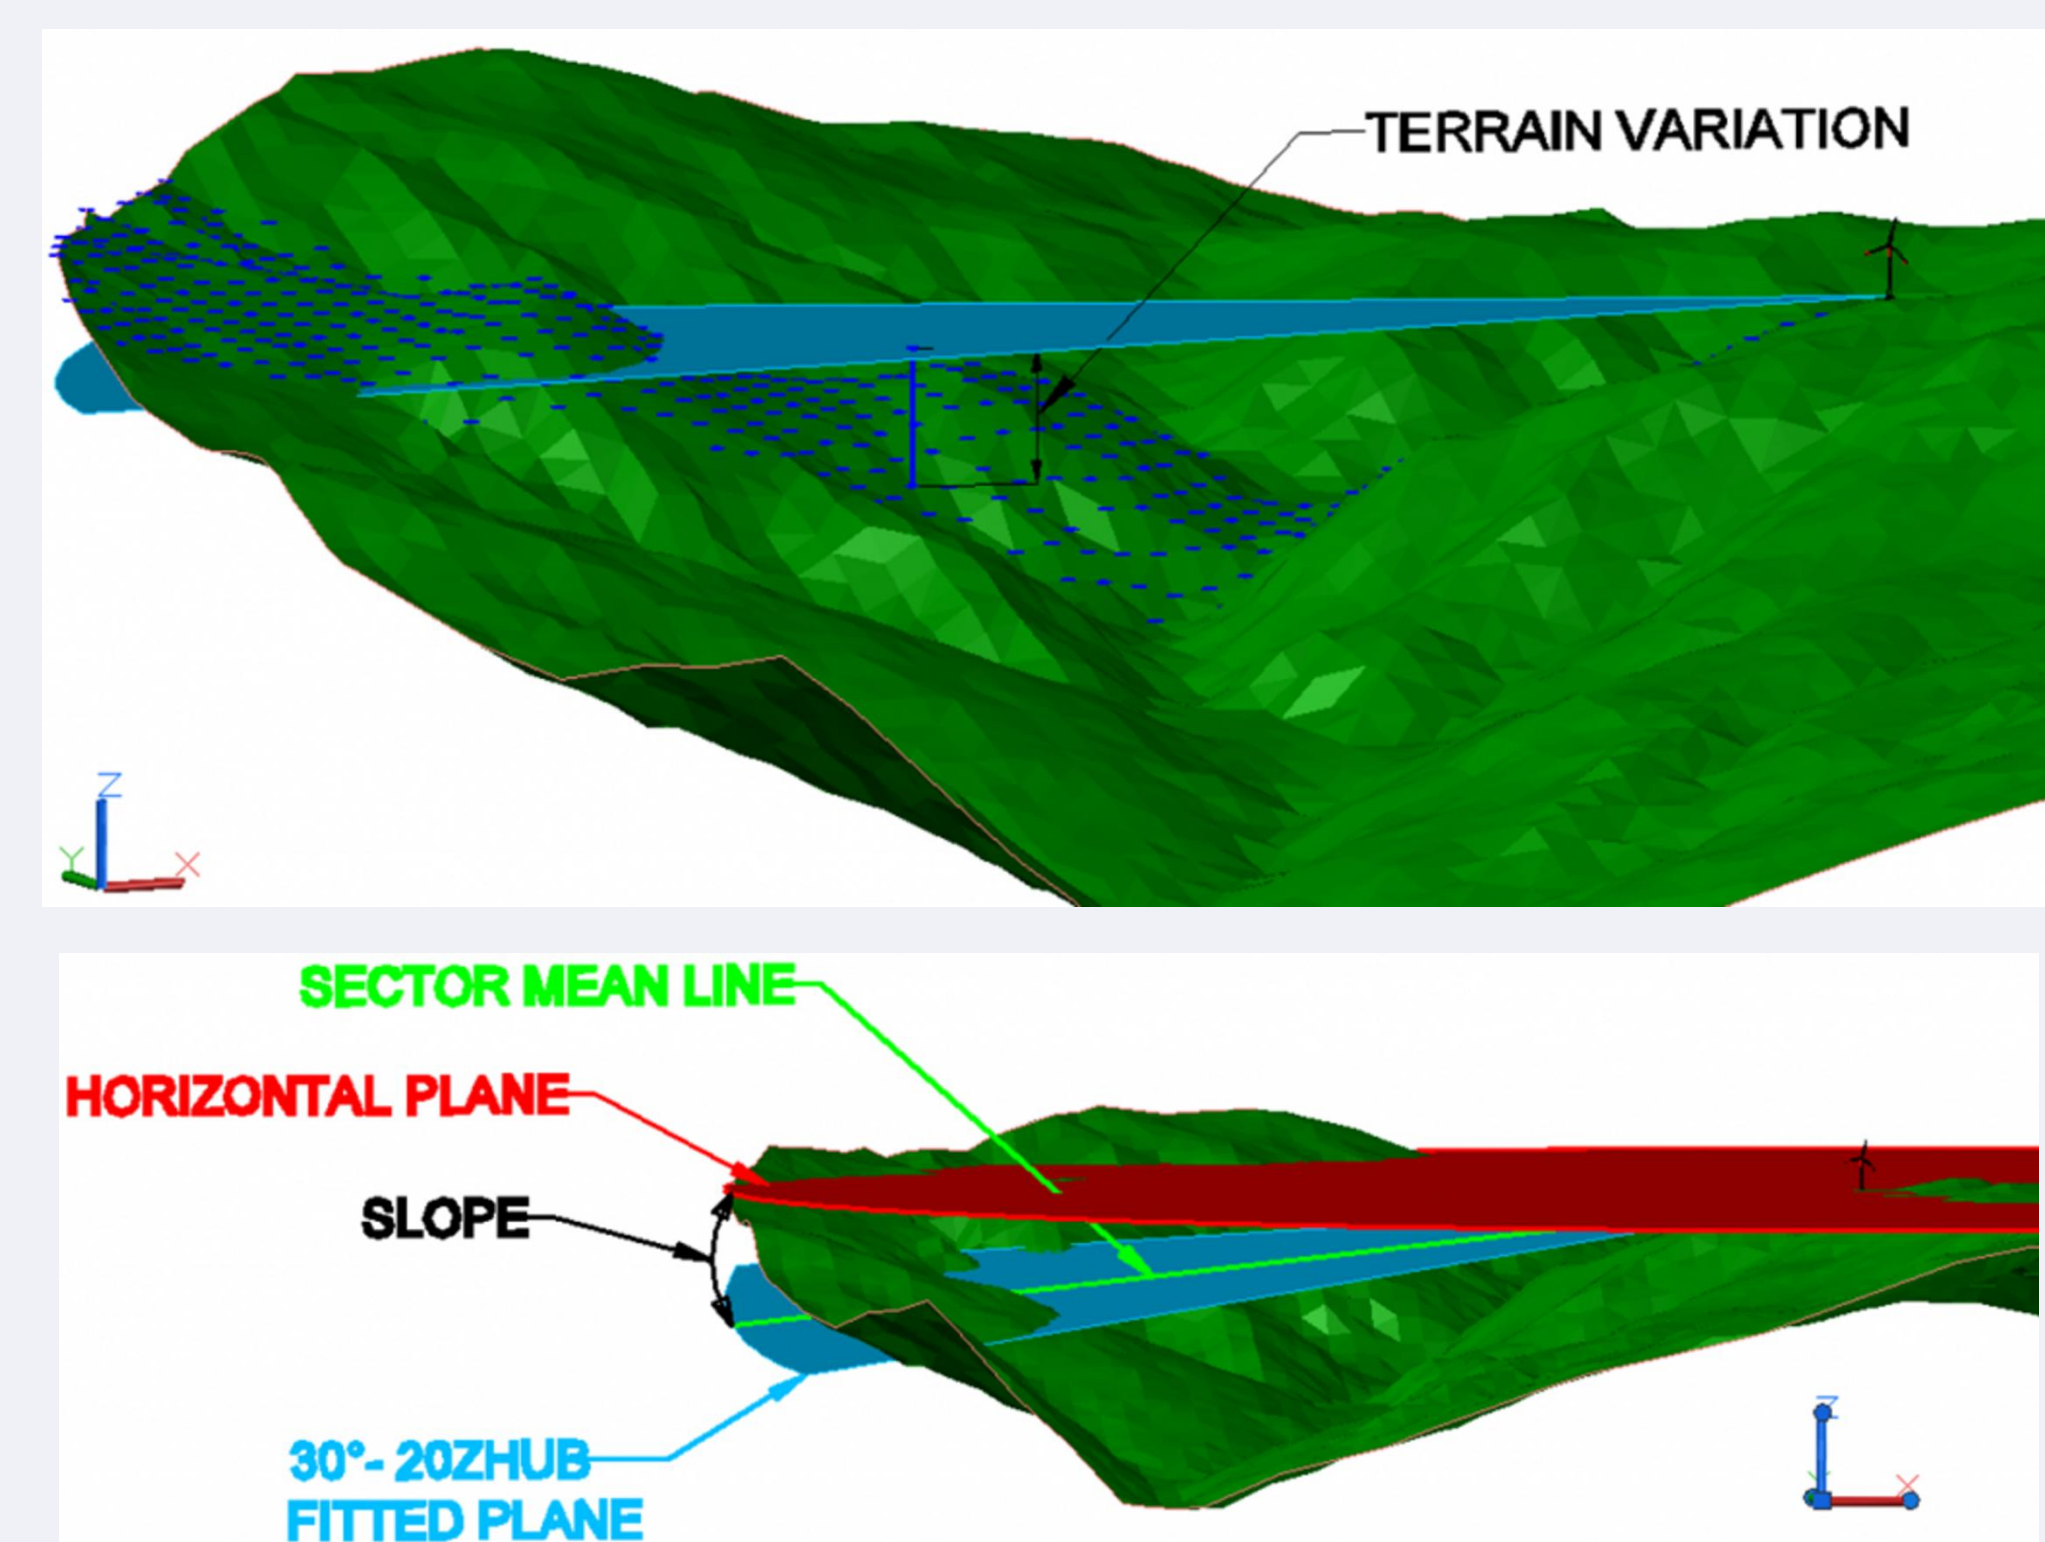 TERRAIN VARIATION
Z
Y
X
SECTOR MEAN LINE
HORIZONTAL PLANE
SLOPE
30°- 20ZHUB
FITTED PLANE
Z
Y
X